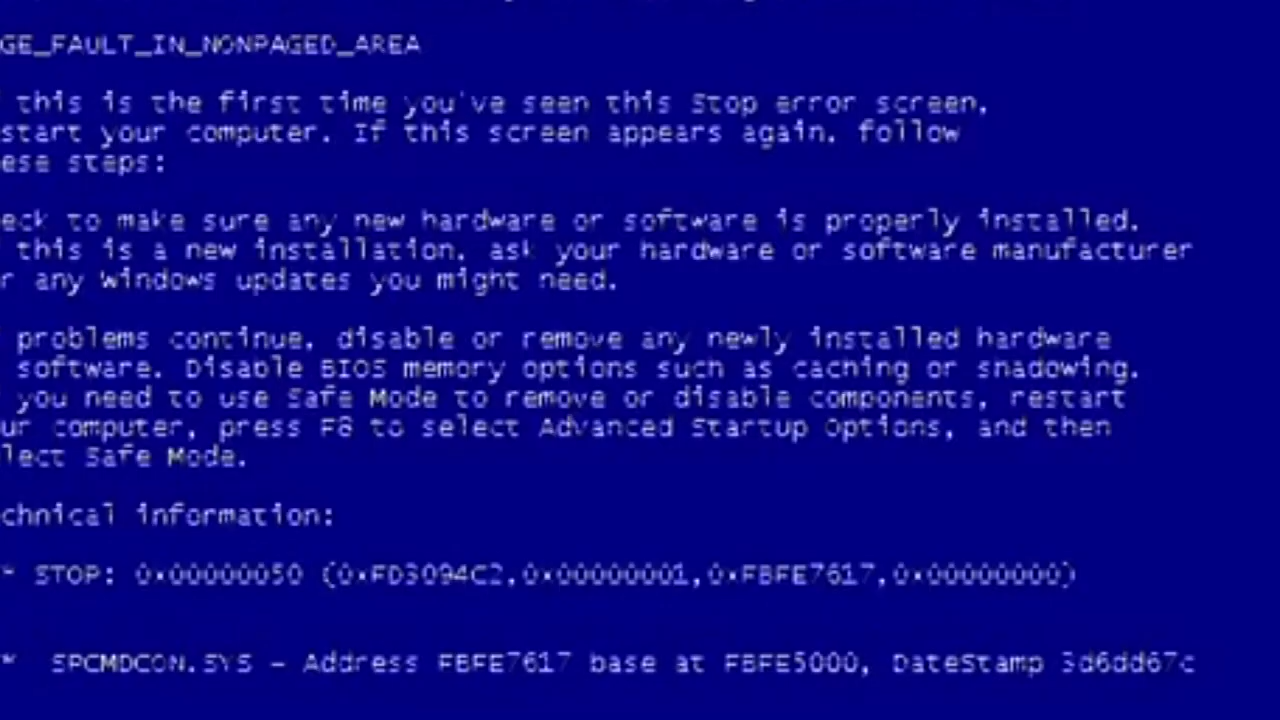 GE_FAULT_IN_NONPAGED_AREA
this is the first time you've seen this Stop error screen,
start your computer. If this screen appears again, follow
ese steps:
eck to make sure any new hardware or software is properly installed.
this is a new installation, ask your hardware or software manufacturer
r any Windows updates you might need.
problems continue, disable or remove any newly installed hardware
software. Disable BIOS memory options such as caching or shadowing.
you need to use Safe Mode to remove or disable components, restart
ur computer, press F8 to select Advanced Startup Options, and then
lect Safe Mode.
chnical information:
* STOP: 0x00000050 (0xFD3094C2,0x00000001,0xFBFE7617,0x00000000)
* SPCMDCON.SYS - Address FBFE7617 base at FBFE5000, DateStamp 3d6dd67c